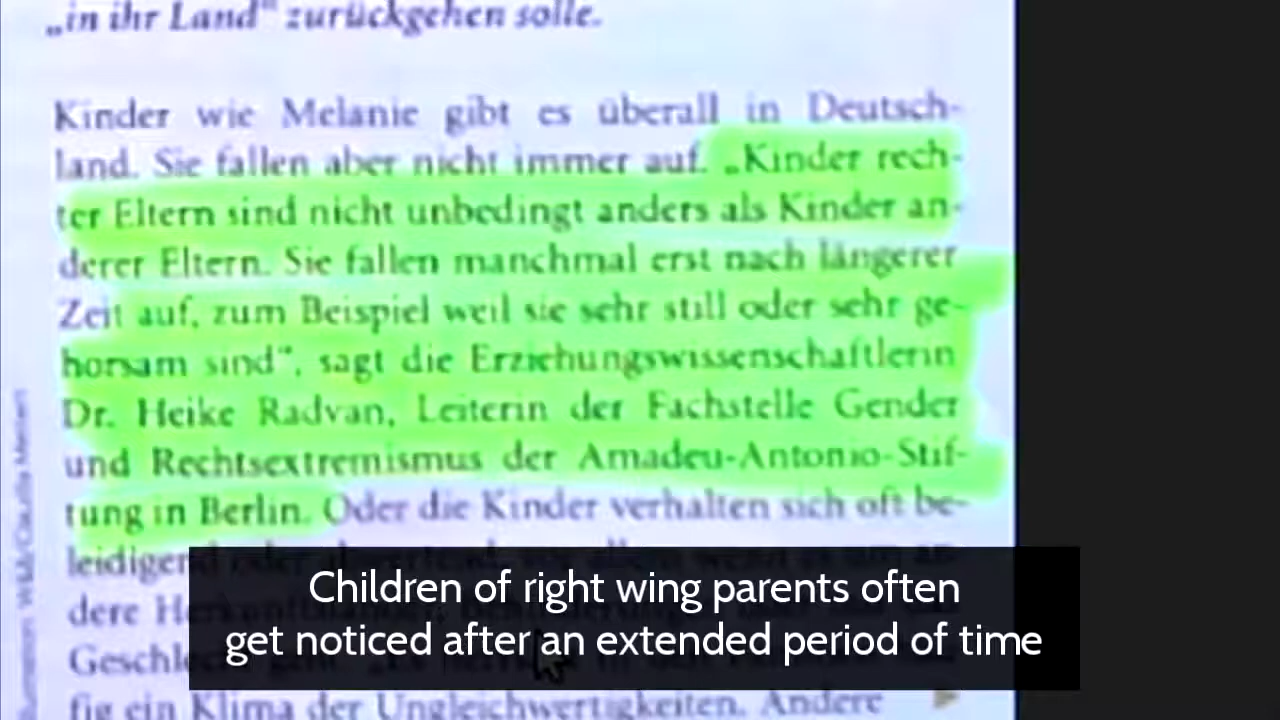 „in ihr Land“ zurückgehen solle.
Kinder wie Melanie gibt es überall in Deutsch-
land. Sie fallen aber nicht immer auf. „Kinder rech-
ter Eltern sind nicht unbedingt anders als Kinder an-
derer Eltern. Sie fallen manchmal erst nach längerer
Zeit auf, zum Beispiel weil sie sehr still oder sehr ge-
horsam sind“, sagt die Erziehungswissenschaftlerin
Dr. Heike Radvan, Leiterin der Fachstelle Gender
und Rechtsextremismus der Amadeu-Antonio-Stif-
tung in Berlin. Oder die Kinder verhalten sich oft be-
leidigend
dere
fig ein Klima der Ungleichwertigkeiten. Andere
Children of right wing parents often
get noticed after an extended period of time